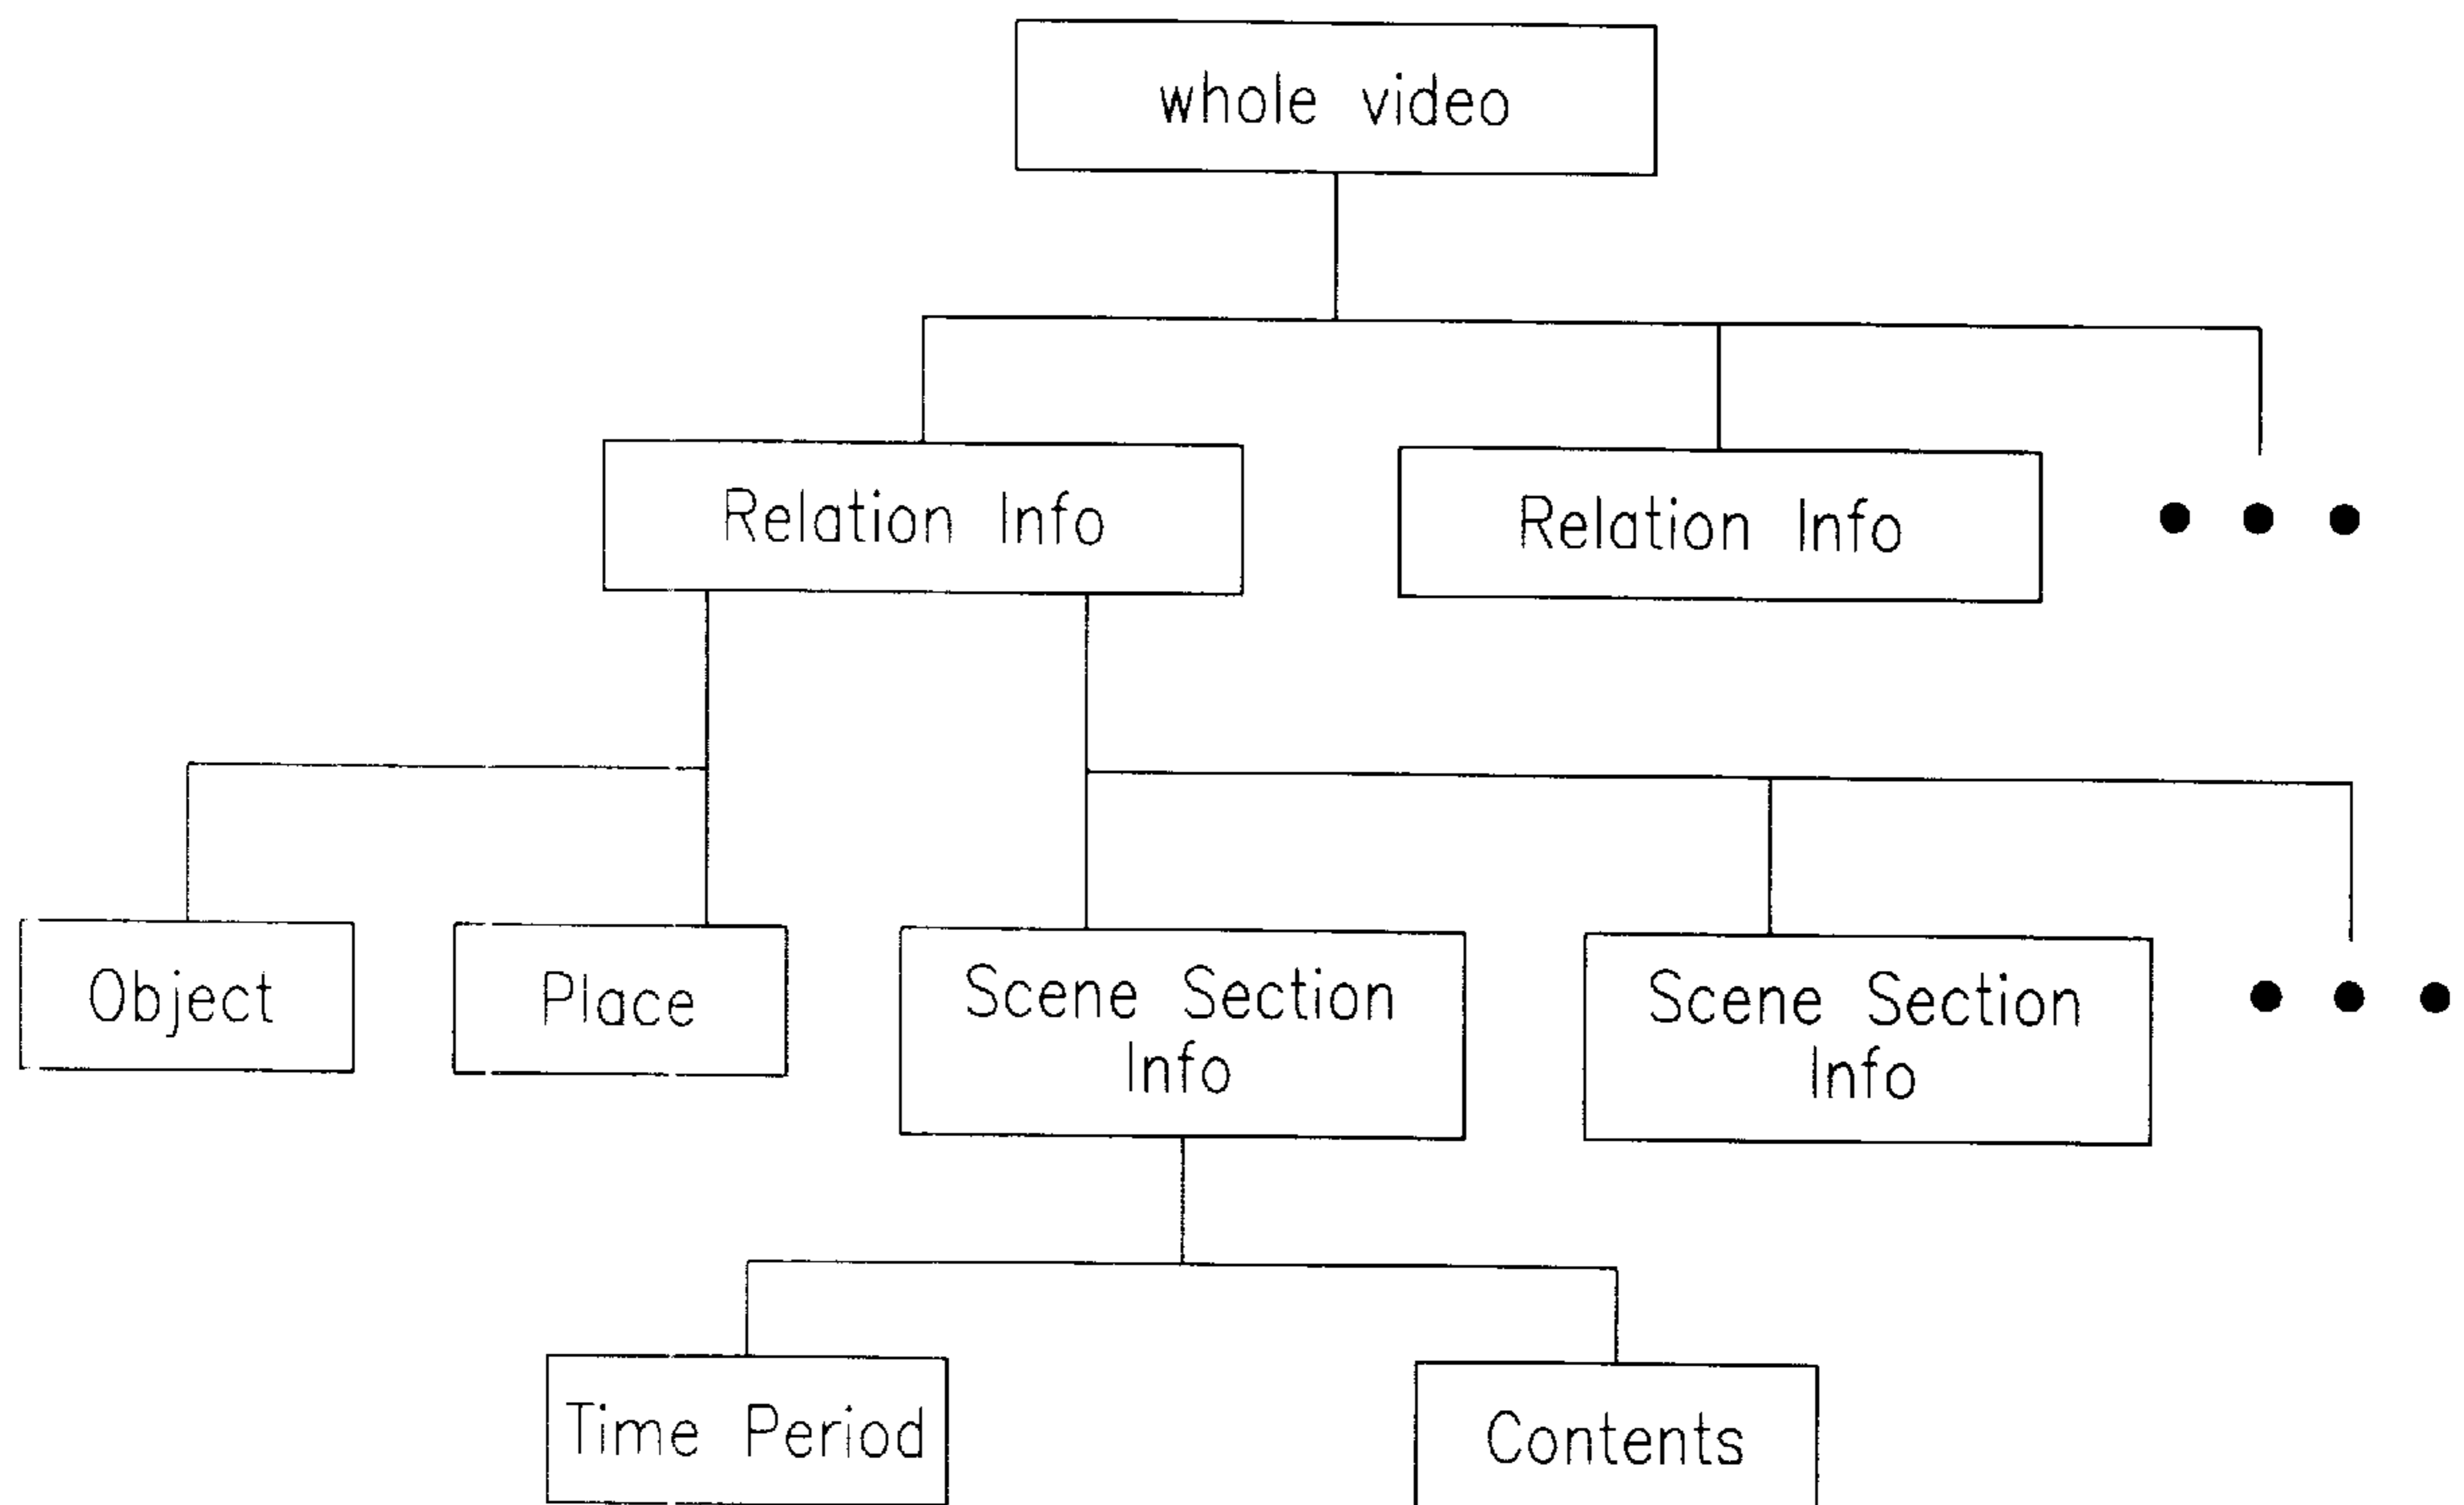 whole video
Relation Info
Relation Info
Object
Place
Scene Section
Info
Scene Section
Info
Time Period
Contents